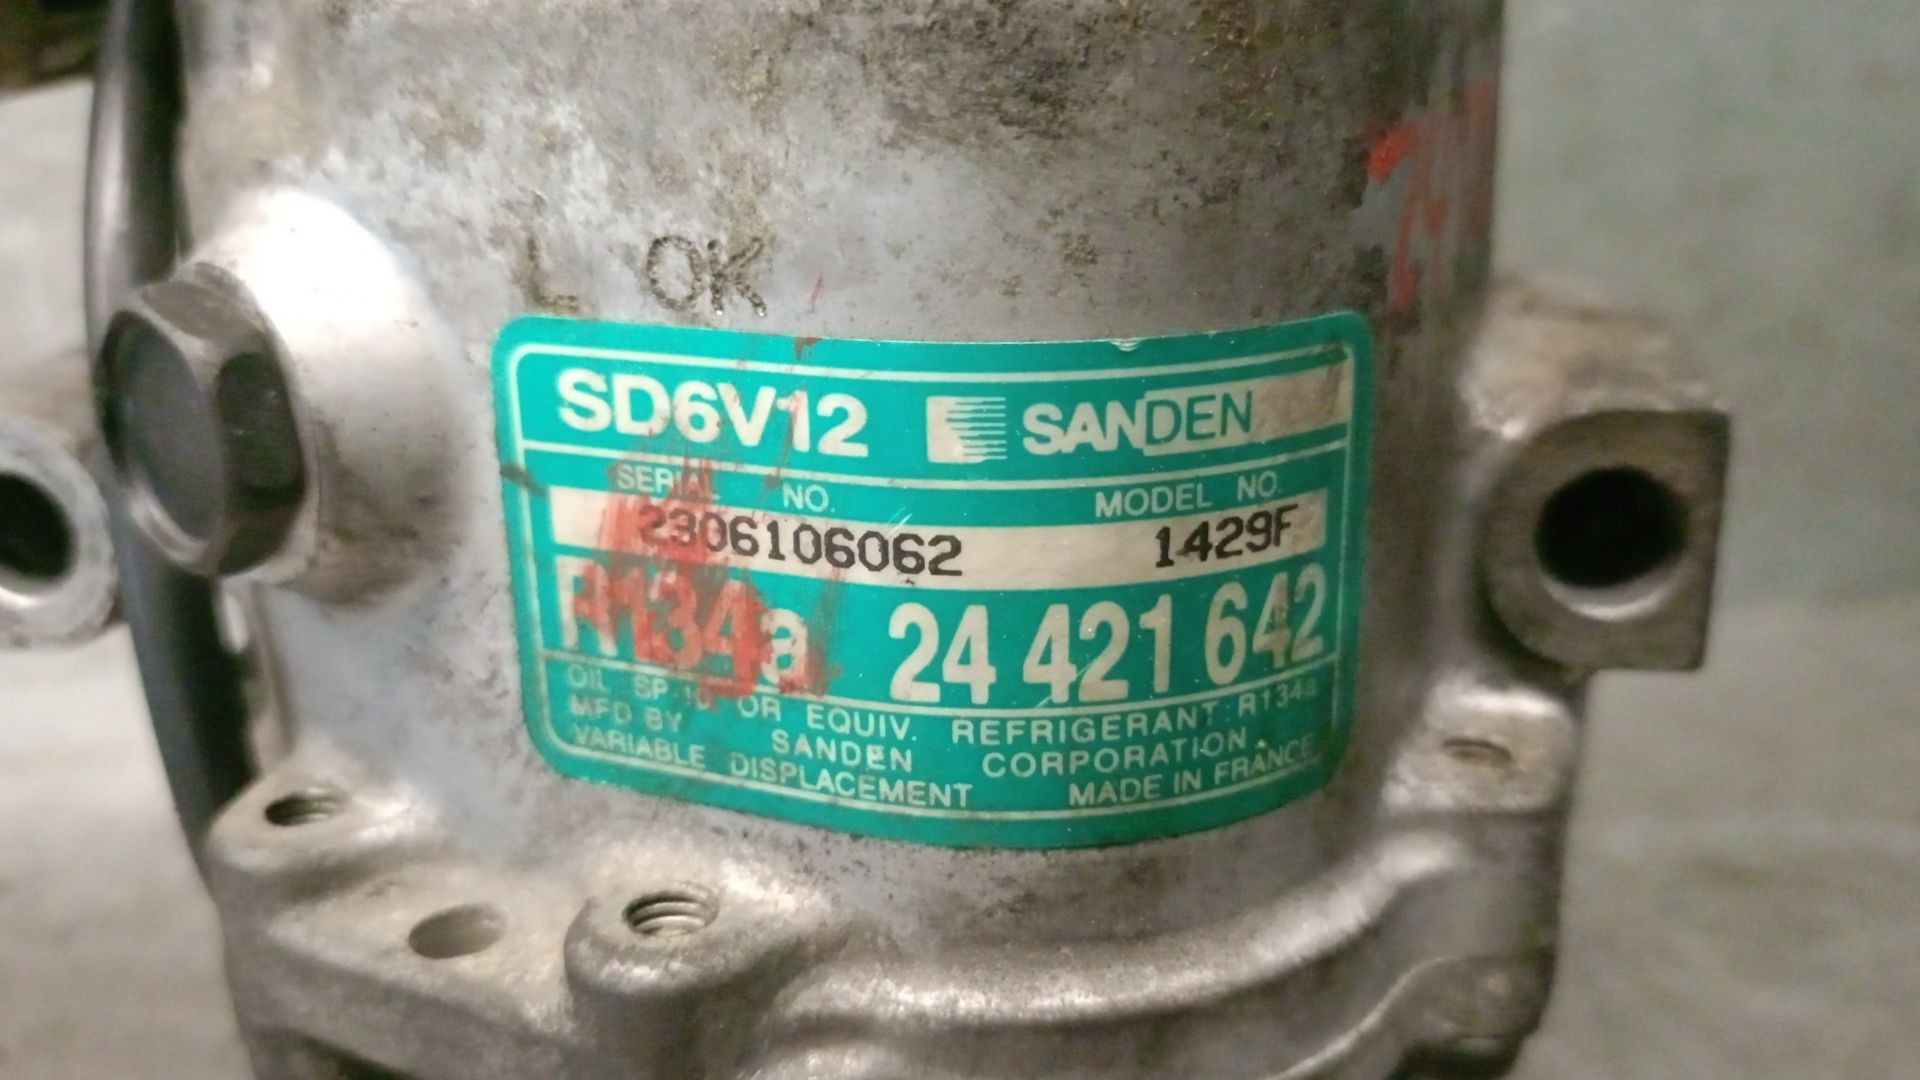 L OK
SD6V12 SANDEN
SERIAL NO. MODEL NO.
2306106062 1429F
R134a 24 421 642
OIL SP 10 OR EQUIV. REFRIGERANT: R134a
MFD BY SANDEN CORPORATION
VARIABLE DISPLACEMENT MADE IN FRANCE